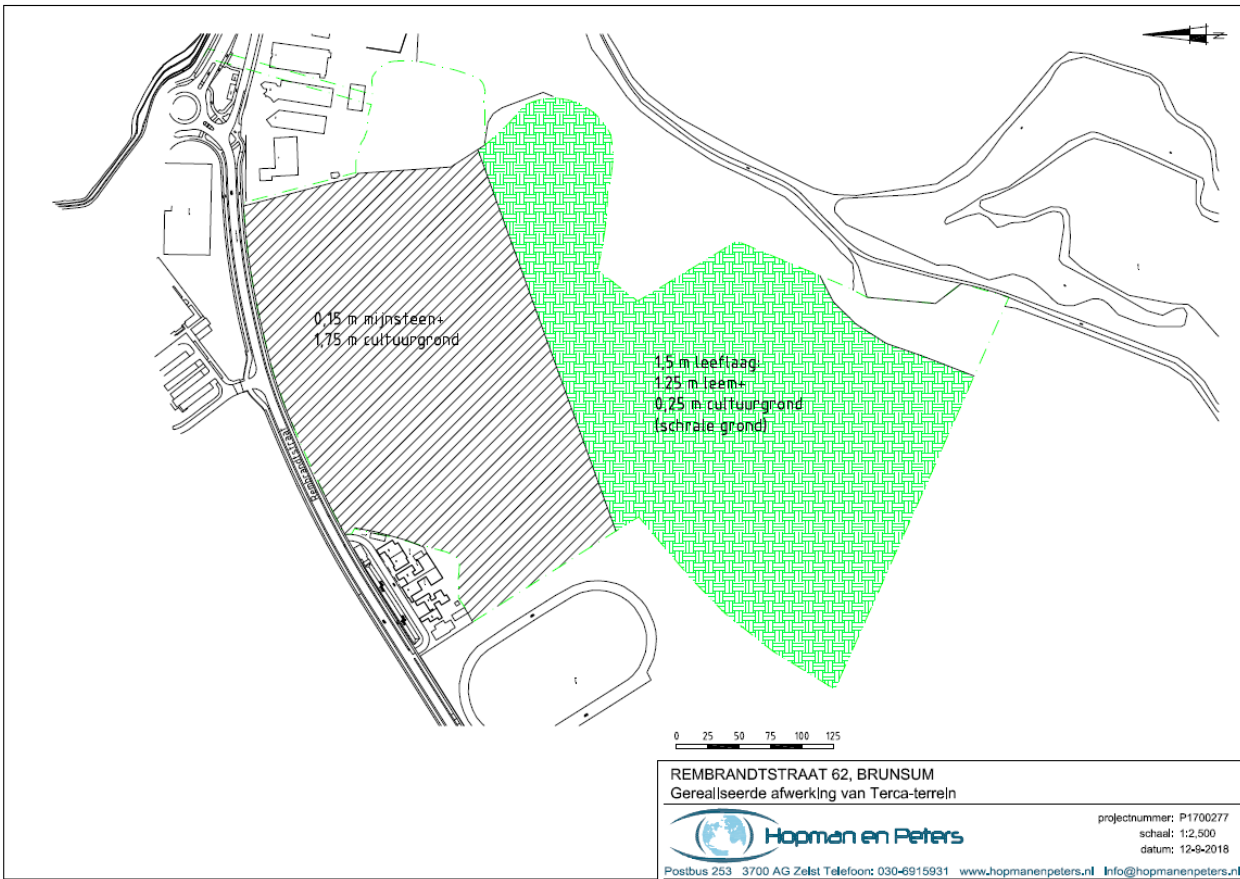 N
0,15 m mijnsteen+
1,75 m cultuurgrond
1,5 m leeflaag:
1.25 m leem+
0,25 m cultuurgrond
(schrale grond)
Rembrandtstraat
0 25 50 75 100 125
REMBRANDTSTRAAT 62, BRUNSUM
Gerealiseerde afwerking van Terca-terrein
Hopman en Peters
projectnummer: P1700277
schaal: 1:2,500
datum: 12-9-2018
Postbus 253 3700 AG Zeist Telefoon: 030-6915931 www.hopmanenpeters.nl Info@hopmanenpeters.nl